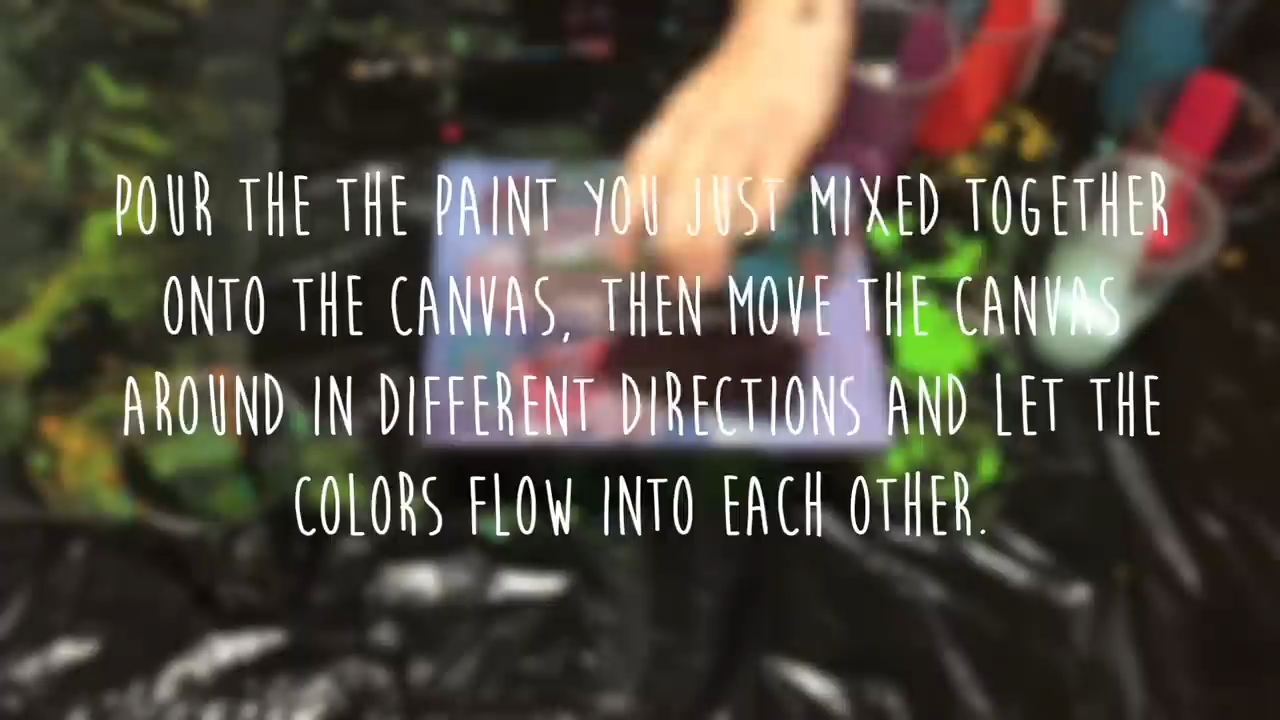 POUR THE THE PAINT YOU JUST MIXED TOGETHER
ONTO THE CANVAS, THEN MOVE THE CANVAS
AROUND IN DIFFERENT DIRECTIONS AND LET THE
COLORS FLOW INTO EACH OTHER.